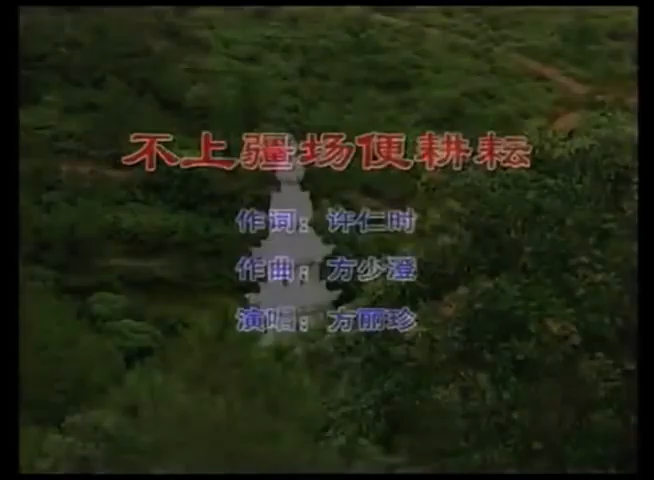 不上疆场便耕耘
作词：许仁时
作曲：方少澄
演唱：方丽珍